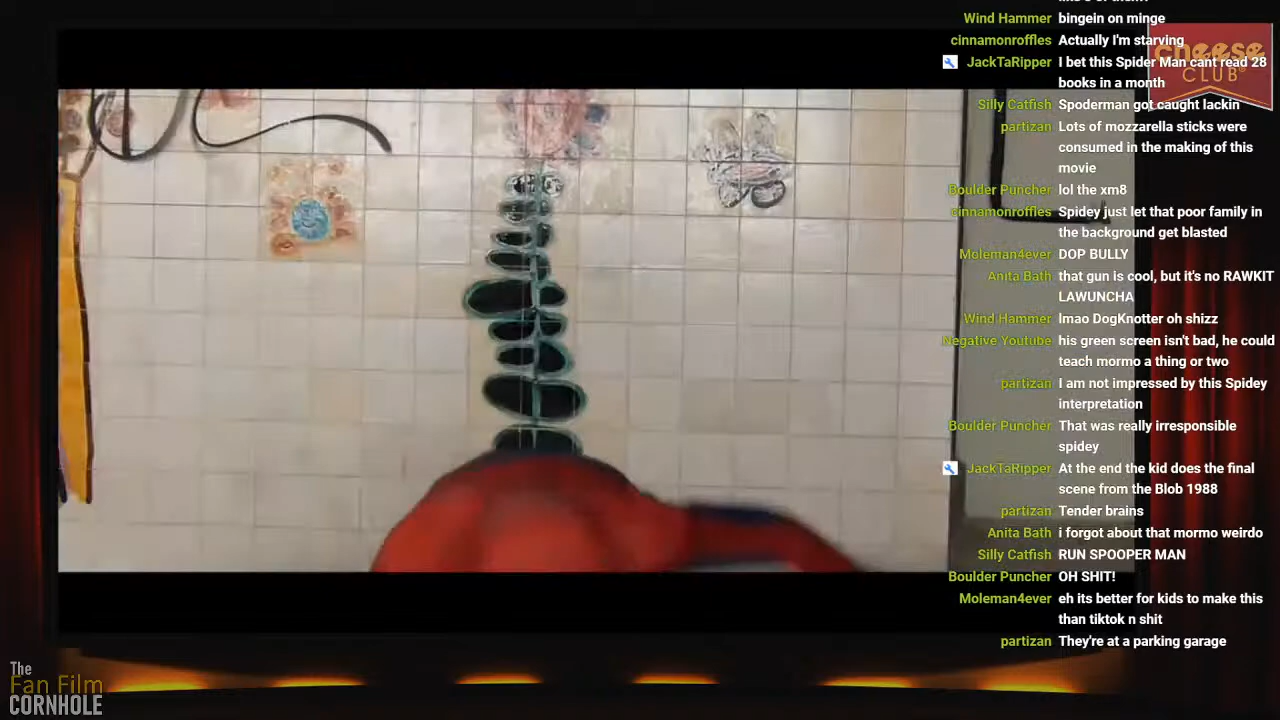 Wind Hammer bingein on minge
cinnamonroffles Actually I'm starving
JackTaRipper I bet this Spider Man cant read 28
books in a month
Silly Catfish Spoderman got caught lackin
partizan Lots of mozzarella sticks were
consumed in the making of this
movie
Boulder Puncher lol the xm8
cinnamonroffles Spidey just let that poor family in
the background get blasted
Moleman4ever DOP BULLY
Anita Bath that gun is cool, but it's no RAWKIT
LAWUNCHA
Wind Hammer lmao DogKnotter oh shizz
Negative Youtube his green screen isn't bad, he could
teach mormo a thing or two
partizan I am not impressed by this Spidey
interpretation
Boulder Puncher That was really irresponsible
spidey
JackTaRipper At the end the kid does the final
scene from the Blob 1988
partizan Tender brains
Anita Bath i forgot about that mormo weirdo
Silly Catfish RUN SPOOPER MAN
Boulder Puncher OH SHIT!
Moleman4ever eh its better for kids to make this
than tiktok n shit
partizan They're at a parking garage
cheese
CLUB®
The
Fan Film
CORNHOLE